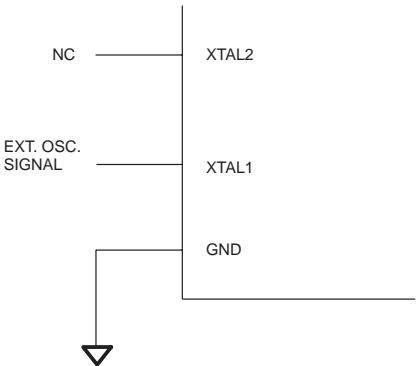 NC
XTAL2
EXT. OSC.
SIGNAL
XTAL1
GND